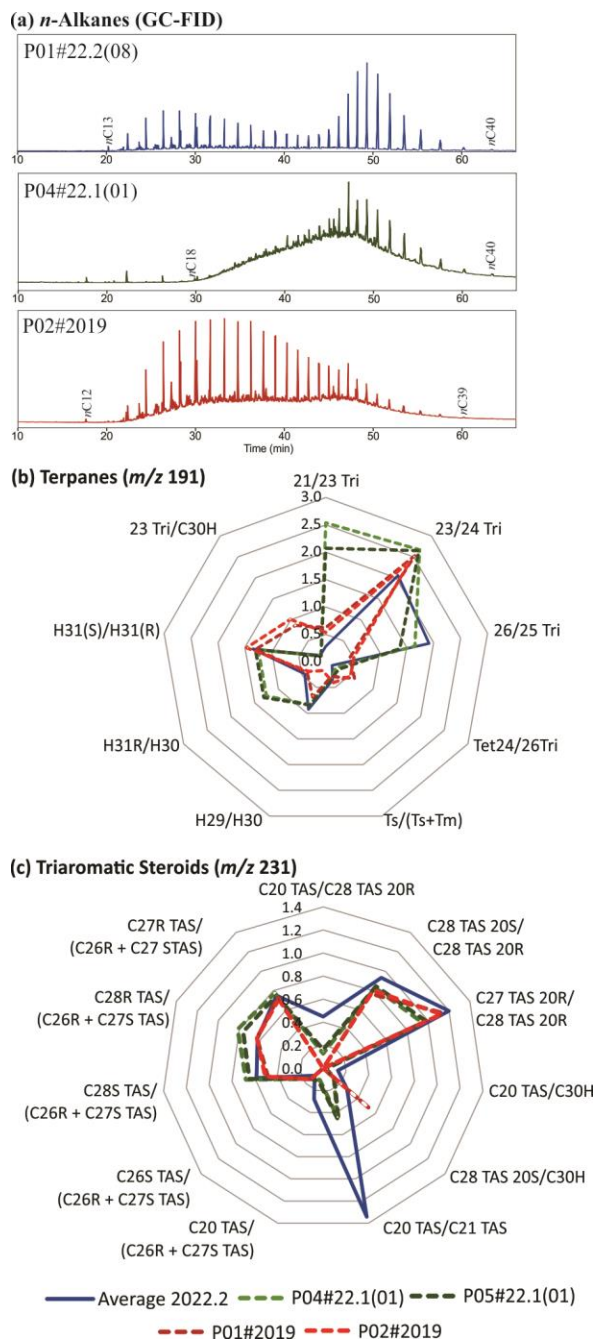 (a) n-Alkanes (GC-FID)
P01#22.2(08)
nC13
nC40
10 20 30 40 50 60
P04#22.1(01)
nC18
nC40
10 20 30 40 50 60
P02#2019
nC12
nC39
10 20 30 40 50 60
Time (min)
(b) Terpanes (m/z 191)
21/23 Tri
3.0
2.5
2.0
1.5
1.0
0.5
0.0
23/24 Tri
26/25 Tri
Tet24/26Tri
Ts/(Ts+Tm)
H29/H30
H31R/H30
H31(S)/H31(R)
23 Tri/C30H
(c) Triaromatic Steroids (m/z 231)
C20 TAS/C28 TAS 20R
1.4
1.2
1.0
0.8
0.6
0.4
0.2
0.0
C28 TAS 20S/
C28 TAS 20R
C27 TAS 20R/
C28 TAS 20R
C20 TAS/C30H
C28 TAS 20S/C30H
C20 TAS/C21 TAS
C20 TAS/
(C26R + C27S TAS)
C26S TAS/
(C26R + C27S TAS)
C28S TAS/
(C26R + C27S TAS)
C28R TAS/
(C26R + C27S TAS)
C27R TAS/
(C26R + C27 STAS)
Average 2022.2 P04#22.1(01) P05#22.1(01)
P01#2019 P02#2019